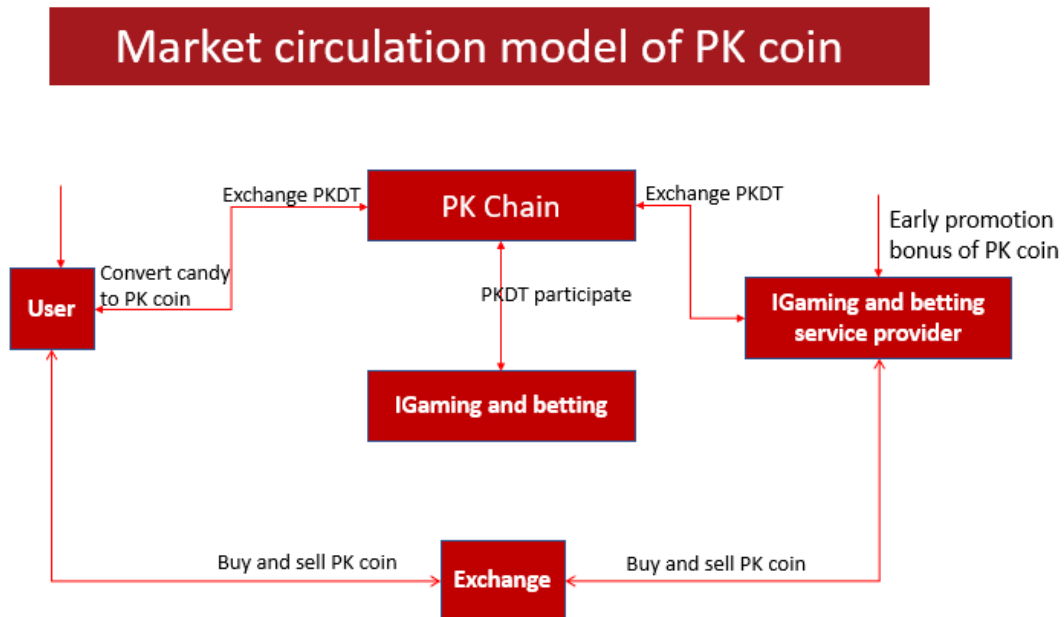 Market circulation model of PK coin
Exchange PKDT
PK Chain
Exchange PKDT
Early promotion
bonus of PK coin
Convert candy
to PK coin
User
PKDT participate
IGaming and betting
service provider
IGaming and betting
Buy and sell PK coin
Exchange
Buy and sell PK coin